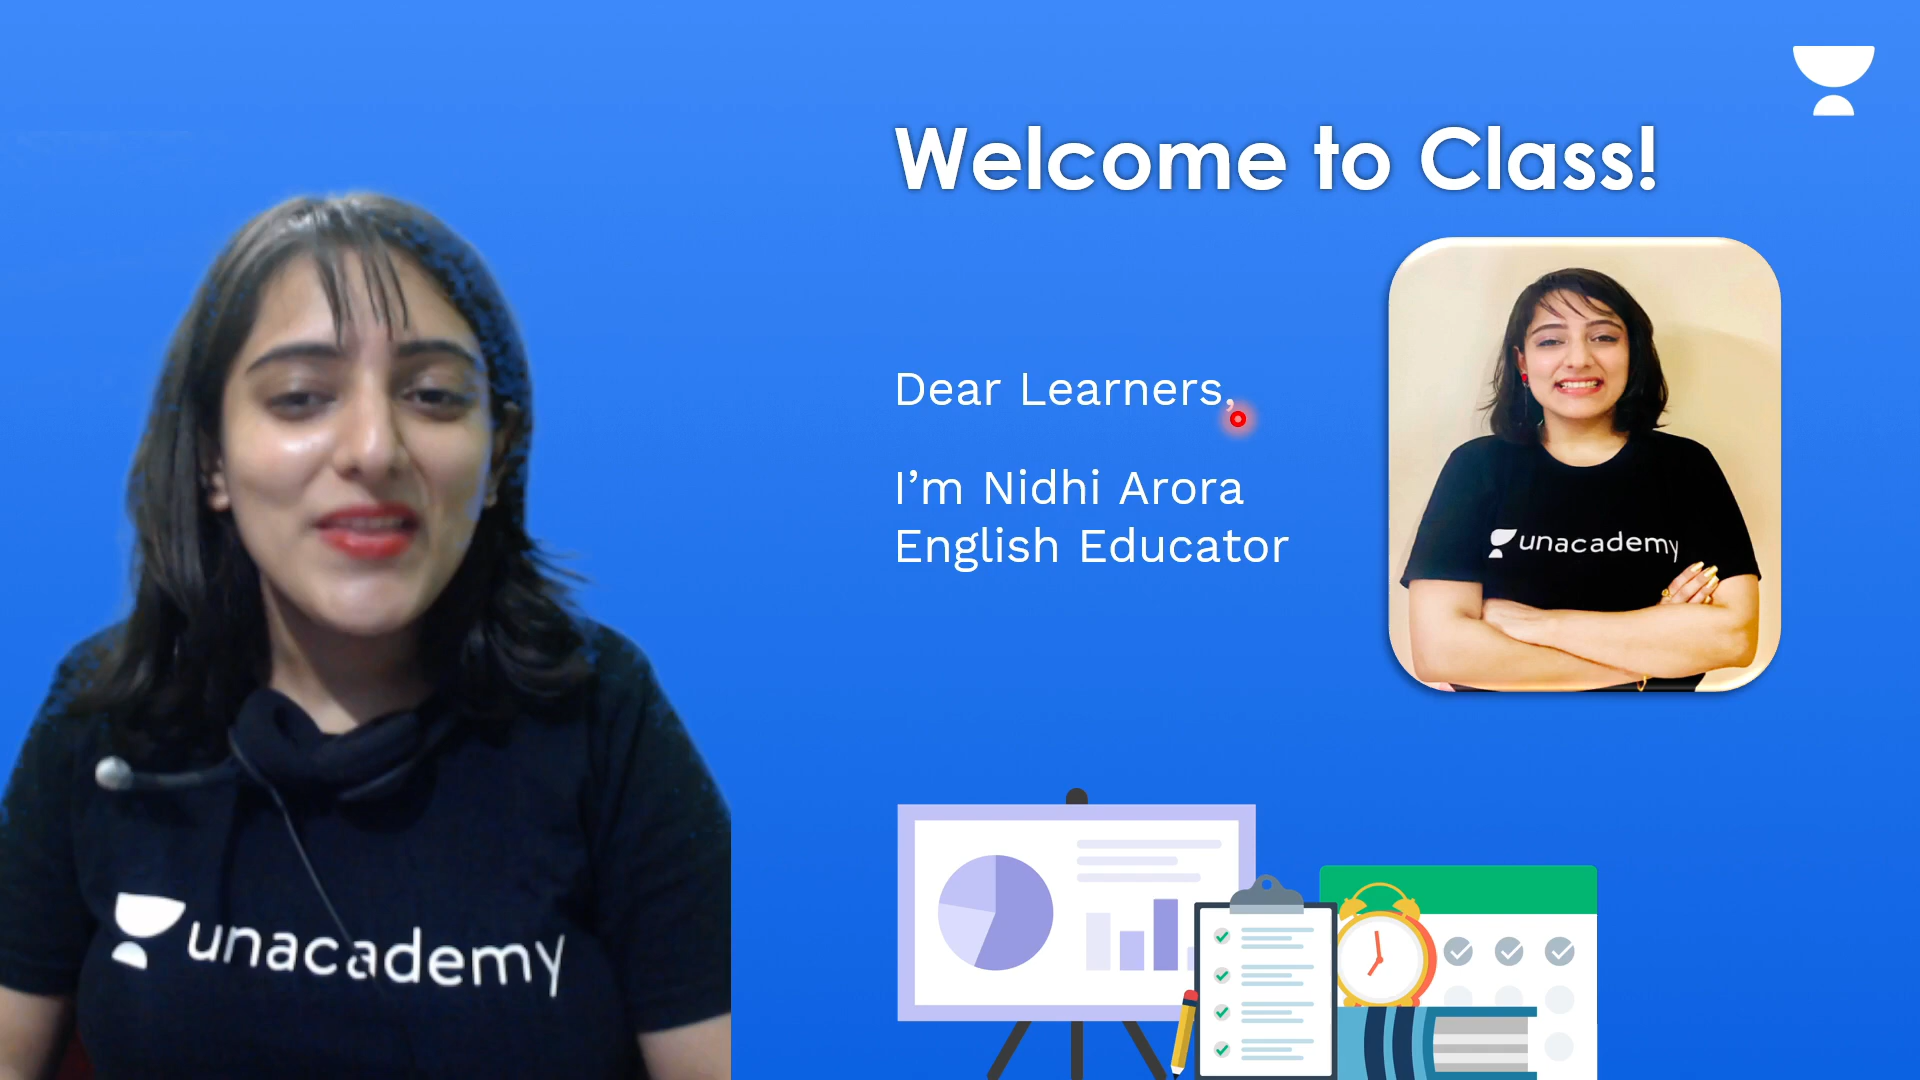 Welcome to Class!
Dear Learners,
I’m Nidhi Arora
English Educator
unacademy
unacademy